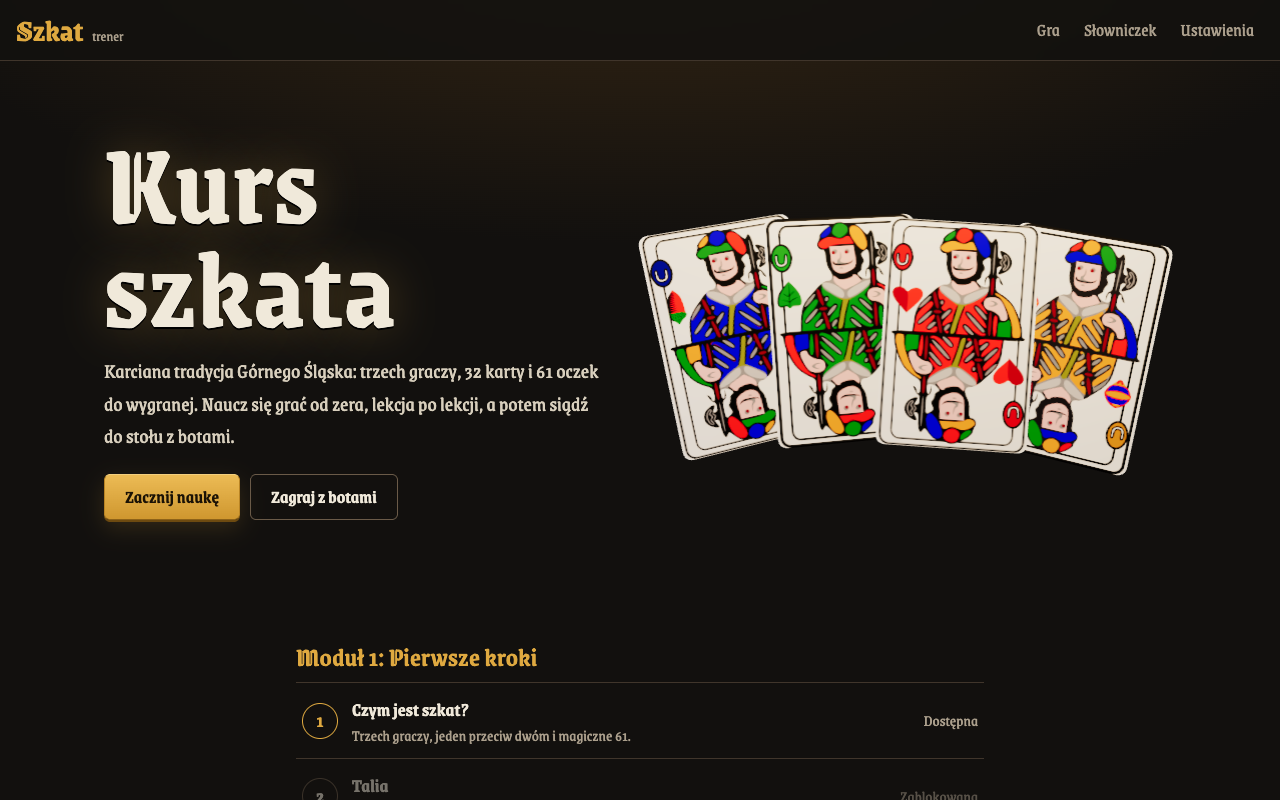 Szkat trener
Gra Słowniczek Ustawienia
Kurs
szkata
Karciana tradycja Górnego Śląska: trzech graczy, 32 karty i 61 oczek
do wygranej. Naucz się grać od zera, lekcja po lekcji, a potem siądź
do stołu z botami.
Zacznij naukę
Zagraj z botami
U
U
U
U
U
U
Moduł 1: Pierwsze kroki
1
Czym jest szkat?
Dostępna
Trzech graczy, jeden przeciw dwóm i magiczne 61.
2
Talia
Zablokowana